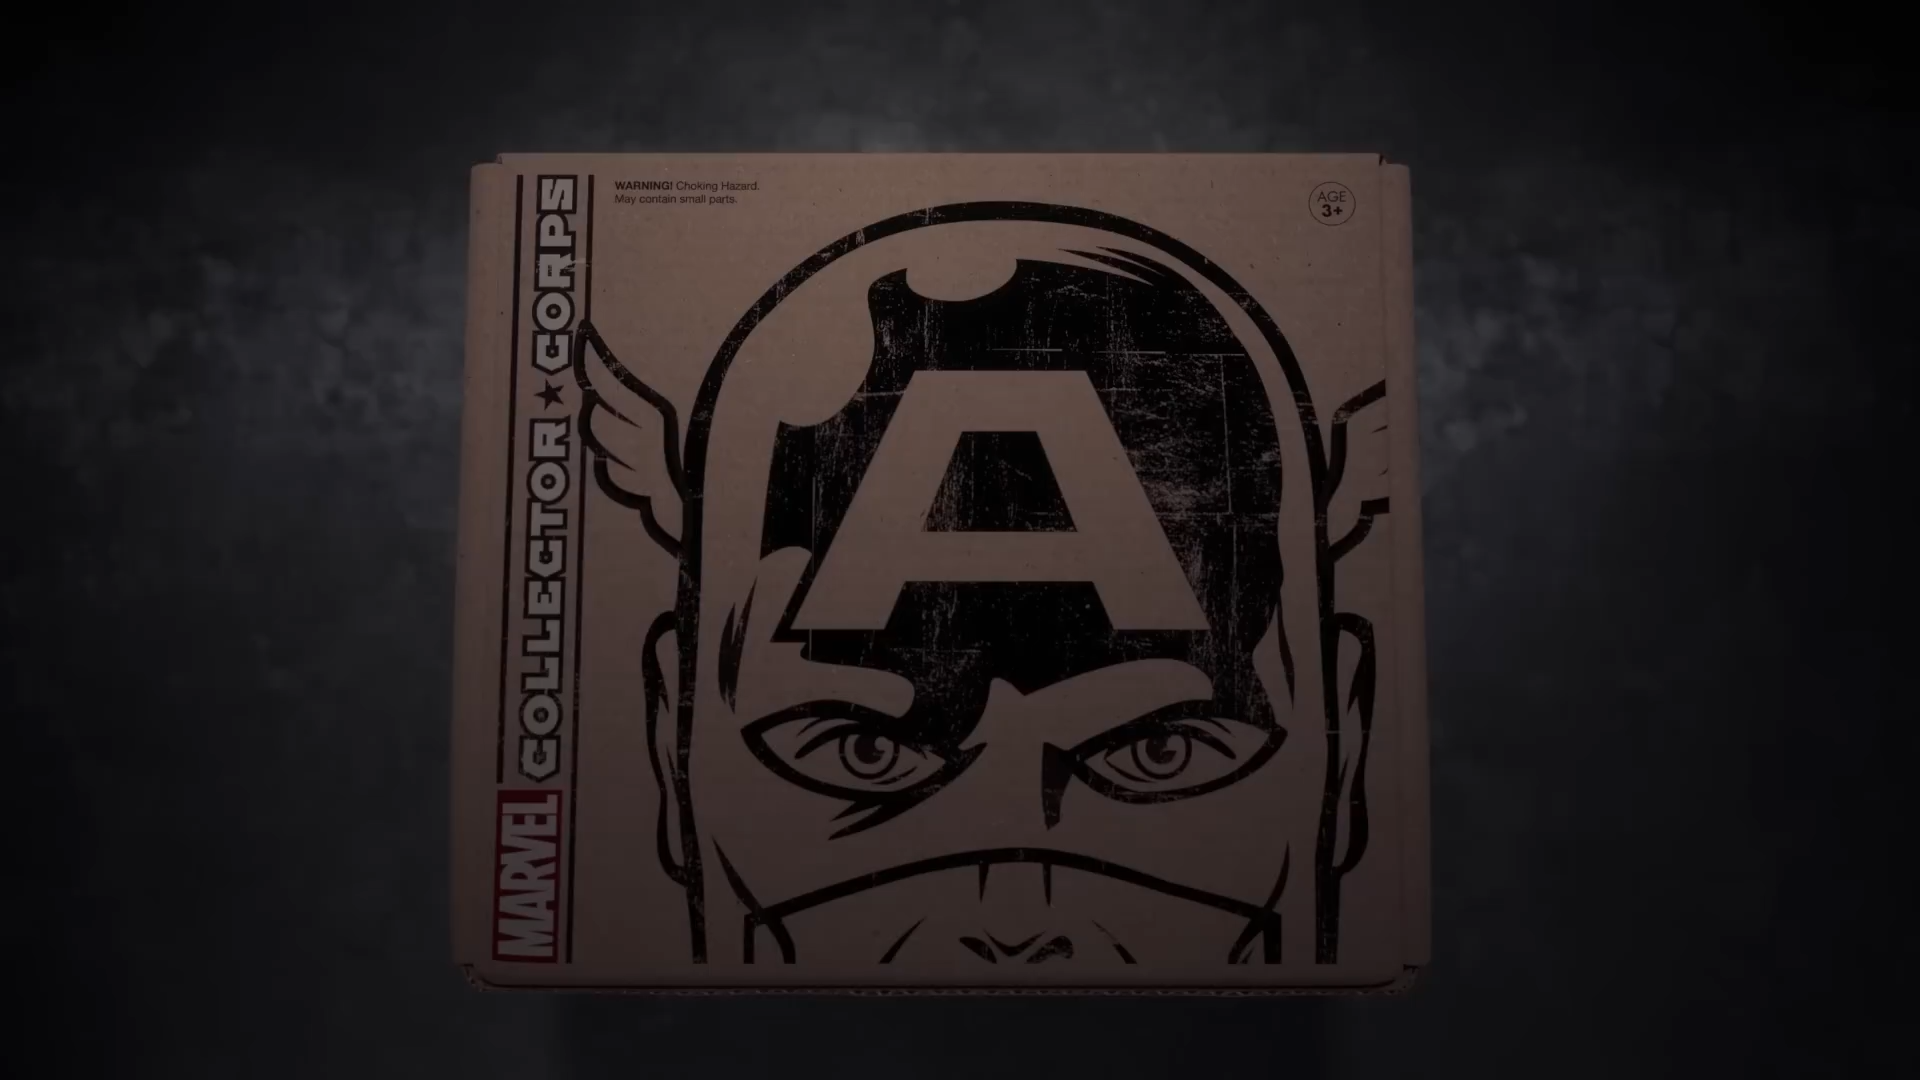 WARNING! Choking Hazard.
May contain small parts.
AGE
3+
MARVEL COLLECTOR★CORPS
A